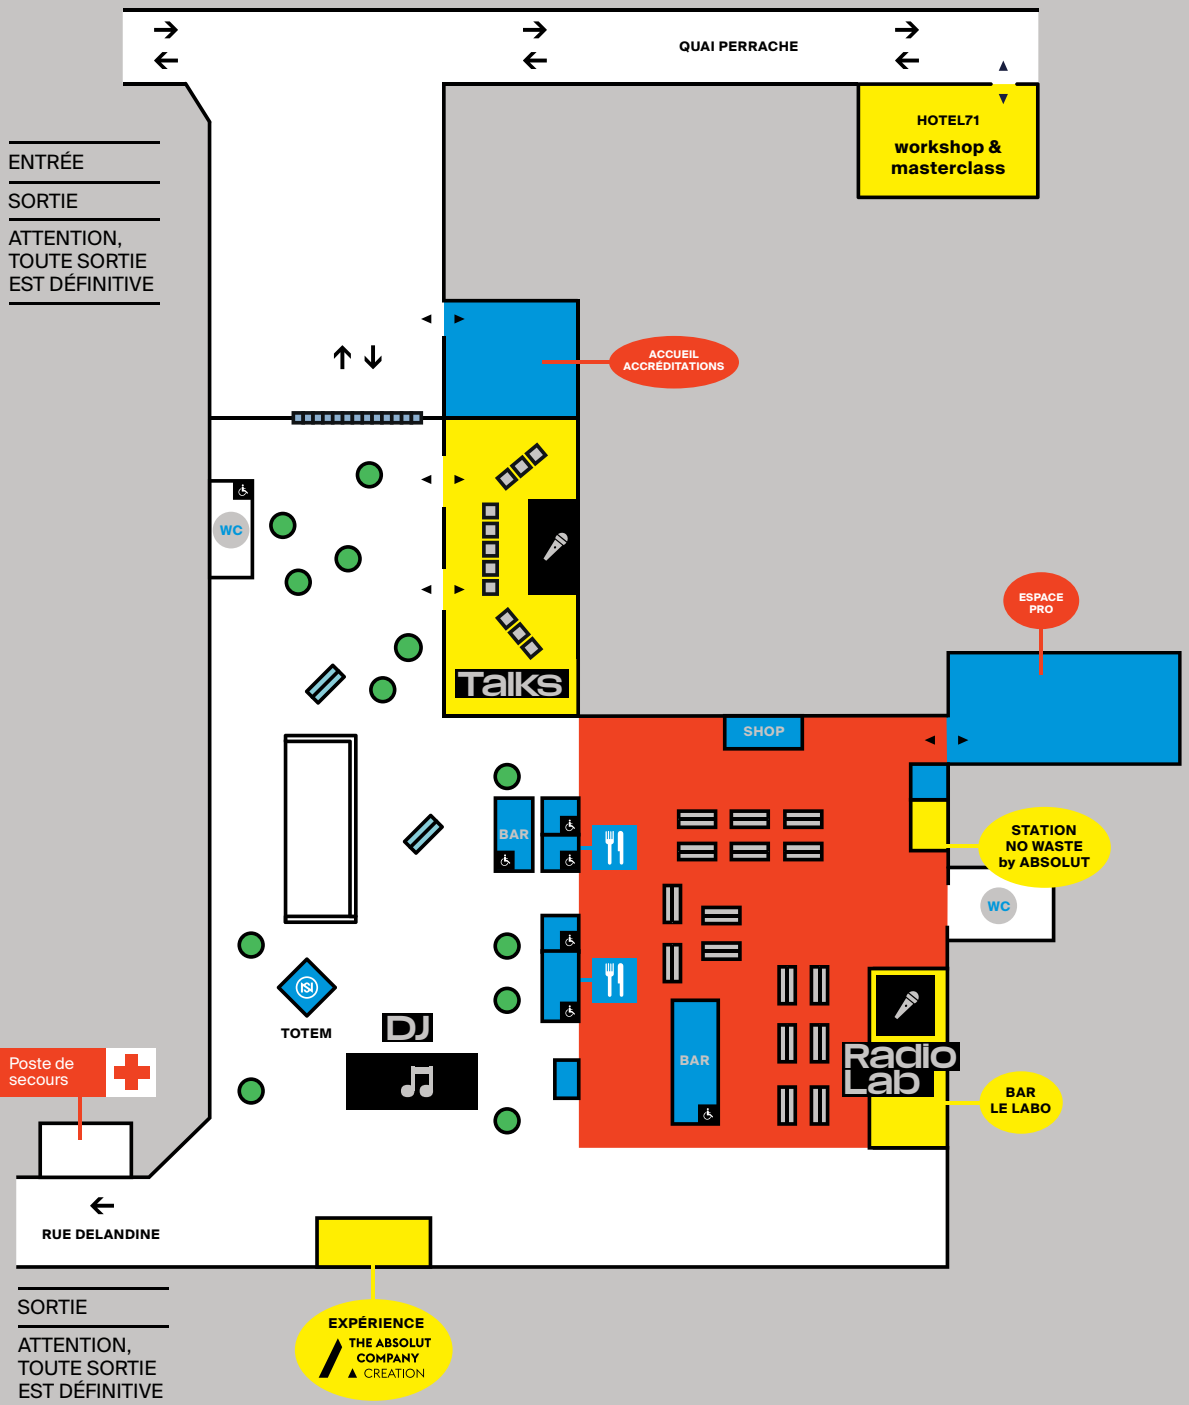 QUAI PERRACHE
HOTEL71
workshop &
masterclass
ENTRÉE
SORTIE
ATTENTION,
TOUTE SORTIE
EST DÉFINITIVE
ACCUEIL
ACCRÉDITATIONS
WC
Talks
ESPACE
PRO
SHOP
BAR
STATION
NO WASTE
by ABSOLUT
WC
TOTEM
DJ
BAR
Radio
Lab
BAR
LE LABO
Poste de
secours
RUE DELANDINE
SORTIE
ATTENTION,
TOUTE SORTIE
EST DÉFINITIVE
EXPÉRIENCE
THE ABSOLUT
COMPANY
CREATION